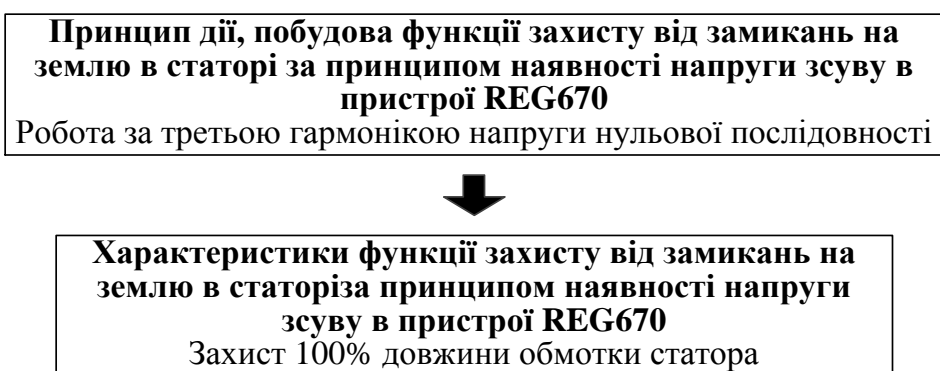 Принцип дії, побудова функції захисту від замикань на
землю в статорі за принципом наявності напруги зсуву в
пристрої REG670
Робота за третьою гармонікою напруги нульової послідовності
Характеристики функції захисту від замикань на
землю в статоріза принципом наявності напруги
зсуву в пристрої REG670
Захист 100% довжини обмотки статора